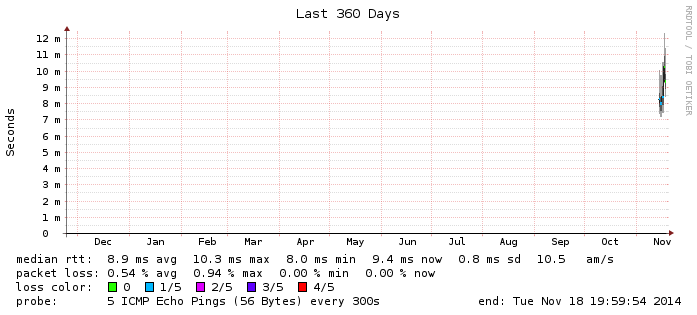 Last 360 Days
RRDTOOL / TOBI OETIKER
Seconds
12 m
11 m
10 m
9 m
8 m
7 m
6 m
5 m
4 m
3 m
2 m
1 m
0
Dec Jan Feb Mar Apr May Jun Jul Aug Sep Oct Nov
median rtt: 8.9 ms avg 10.3 ms max 8.0 ms min 9.4 ms now 0.8 ms sd 10.5 am/s
packet loss: 0.54 % avg 0.94 % max 0.00 % min 0.00 % now
loss color: 0 1/5 2/5 3/5 4/5
probe: 5 ICMP Echo Pings (56 Bytes) every 300s end: Tue Nov 18 19:59:54 2014